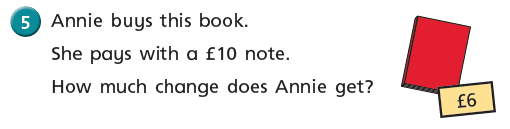 5 Annie buys this book.
She pays with a £10 note.
How much change does Annie get?
£6